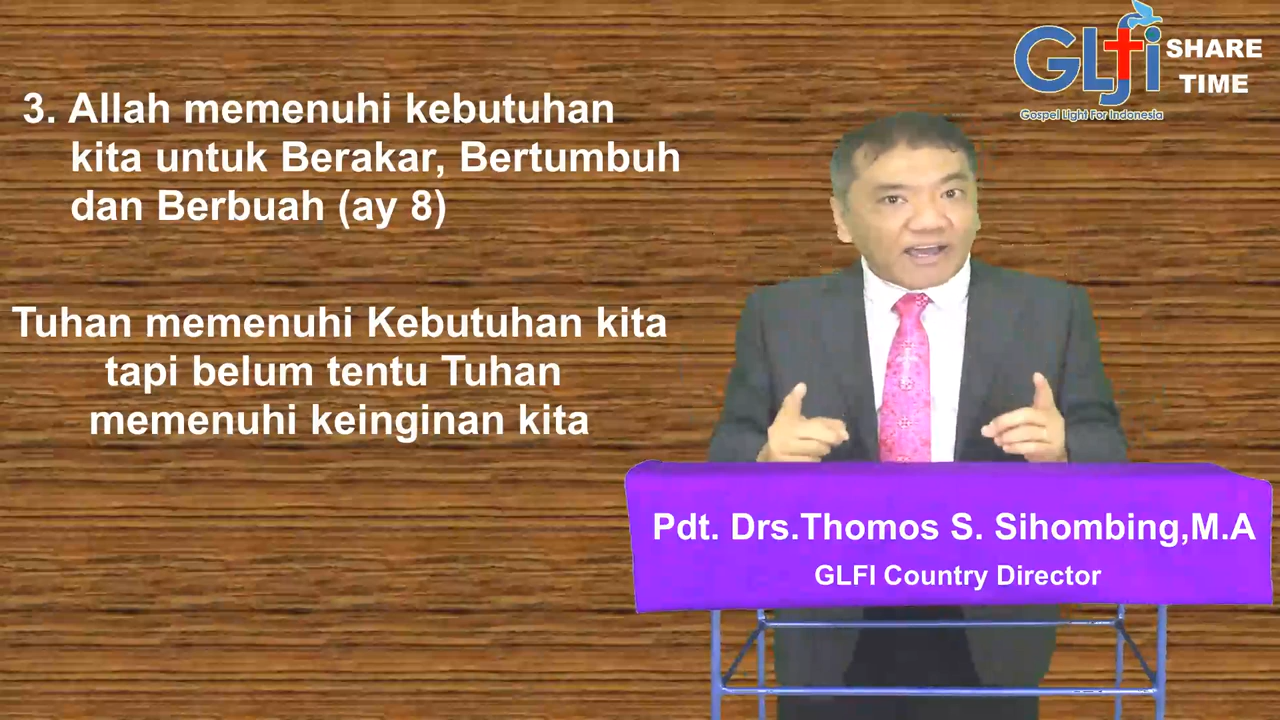 3. Allah memenuhi kebutuhan
kita untuk Berakar, Bertumbuh
dan Berbuah (ay 8)
Tuhan memenuhi Kebutuhan kita
tapi belum tentu Tuhan
memenuhi keinginan kita
GLfi SHARE
TIME
Gospel Light For Indonesia
Pdt. Drs.Thomos S. Sihombing,M.A
GLFI Country Director